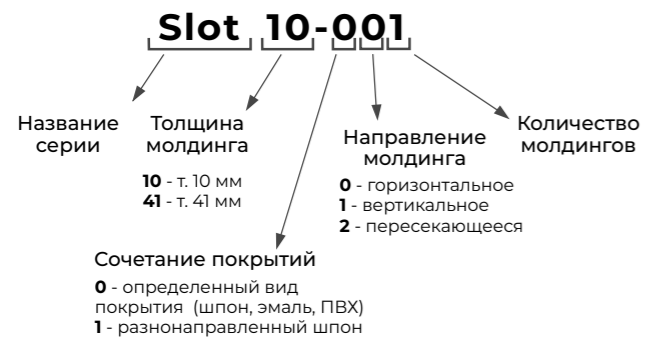 Slot 10-001
Название
серии
Толщина
молдинга
10 - т. 10 мм
41 - т. 41 мм
Направление
молдинга
0 - горизонтальное
1 - вертикальное
2 - пересекающееся
Количество
молдингов
Сочетание покрытий
0 - определенный вид
покрытия (шпон, эмаль, ПВХ)
1 - разнонаправленный шпон